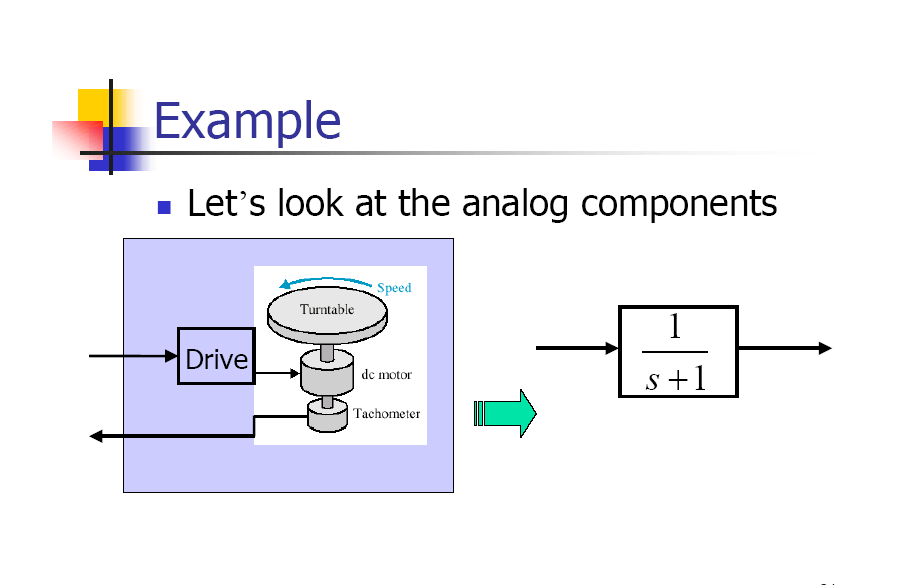 Example
Let’s look at the analog components
Speed
Turntable
Drive
dc motor
Tachometer
1
s + 1